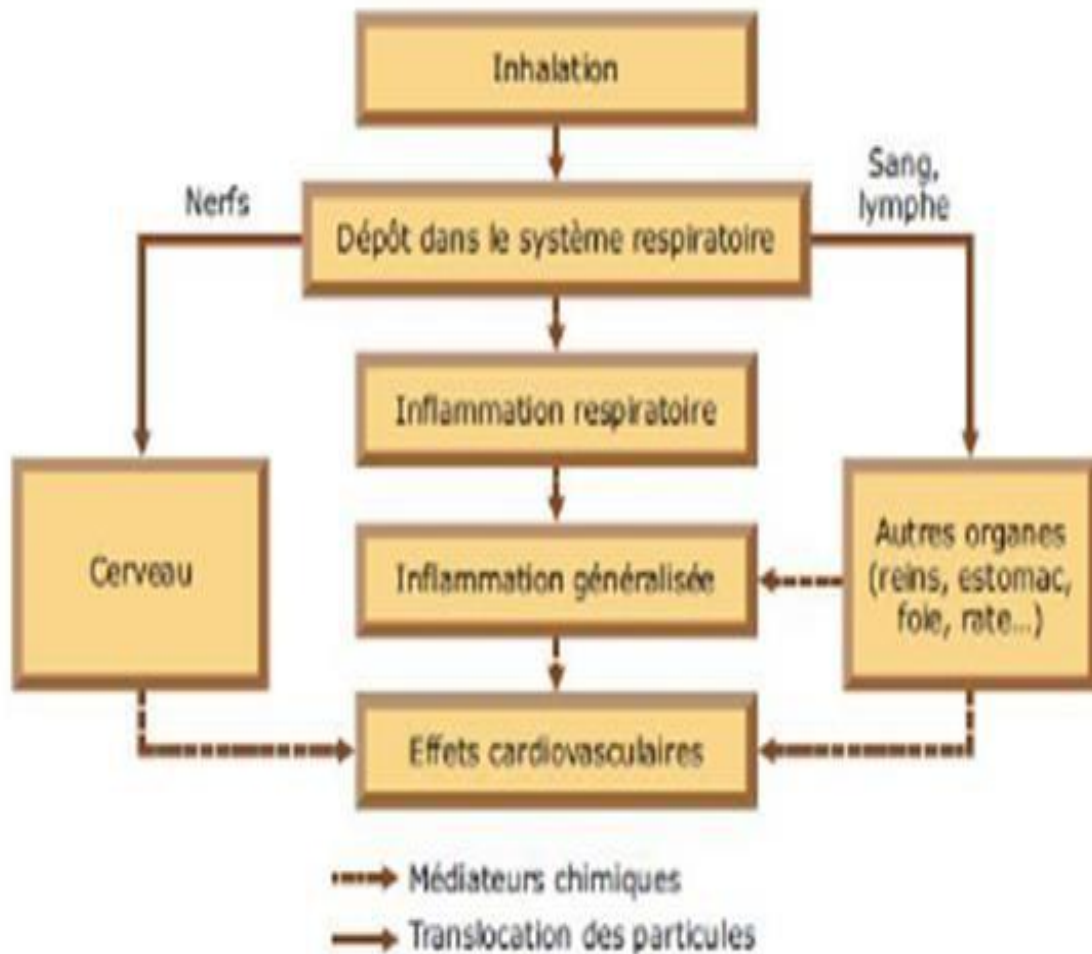 Inhalation
Nerfs
Sang,
lymphe
Dépôt dans le système respiratoire
Inflammation respiratoire
Cerveau
Inflammation généralisée
Autres organes
(reins, estomac,
foie, rate...)
Effets cardiovasculaires
Médiateurs chimiques
Translocation des particules